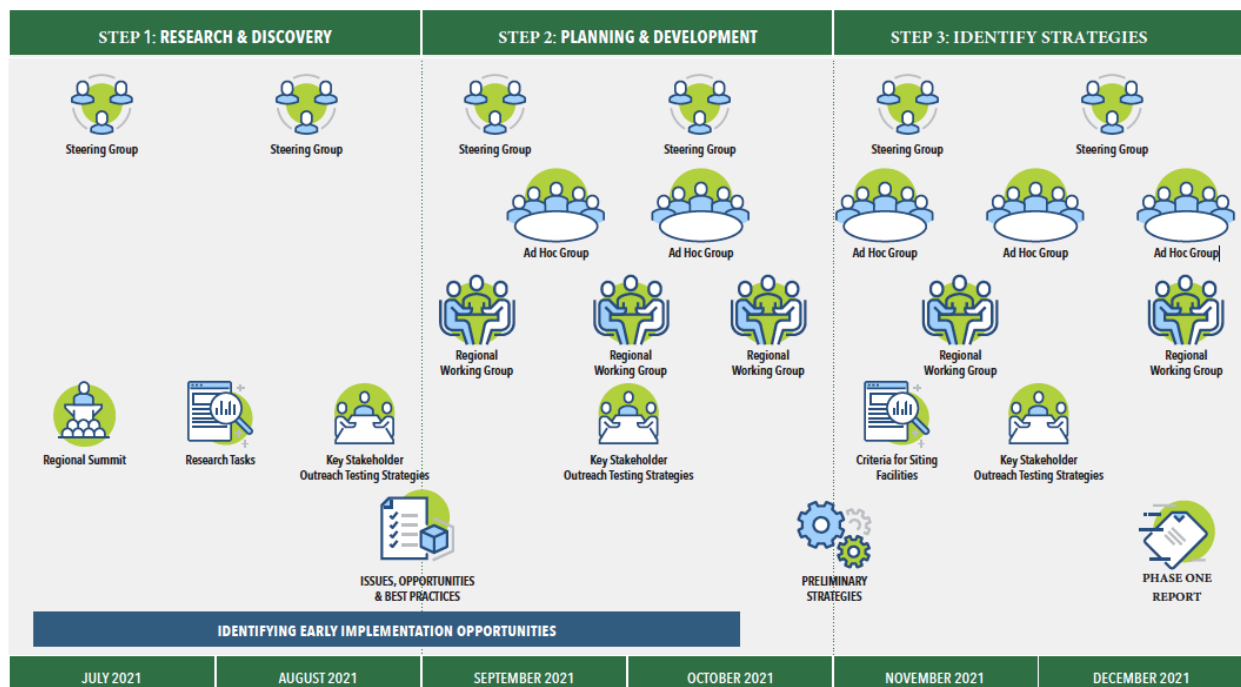 STEP 1: RESEARCH & DISCOVERY
STEP 2: PLANNING & DEVELOPMENT
STEP 3: IDENTIFY STRATEGIES
Steering Group
Steering Group
Steering Group
Steering Group
Steering Group
Steering Group
Ad Hoc Group
Ad Hoc Group
Ad Hoc Group
Ad Hoc Group
Ad Hoc Group
Regional
Working Group
Regional
Working Group
Regional
Working Group
Regional
Working Group
Regional
Working Group
Regional Summit
Research Tasks
Key Stakeholder
Outreach Testing Strategies
Key Stakeholder
Outreach Testing Strategies
Criteria for Siting
Facilities
Key Stakeholder
Outreach Testing Strategies
ISSUES, OPPORTUNITIES
& BEST PRACTICES
PRELIMINARY
STRATEGIES
PHASE ONE
REPORT
IDENTIFYING EARLY IMPLEMENTATION OPPORTUNITIES
JULY 2021
AUGUST 2021
SEPTEMBER 2021
OCTOBER 2021
NOVEMBER 2021
DECEMBER 2021